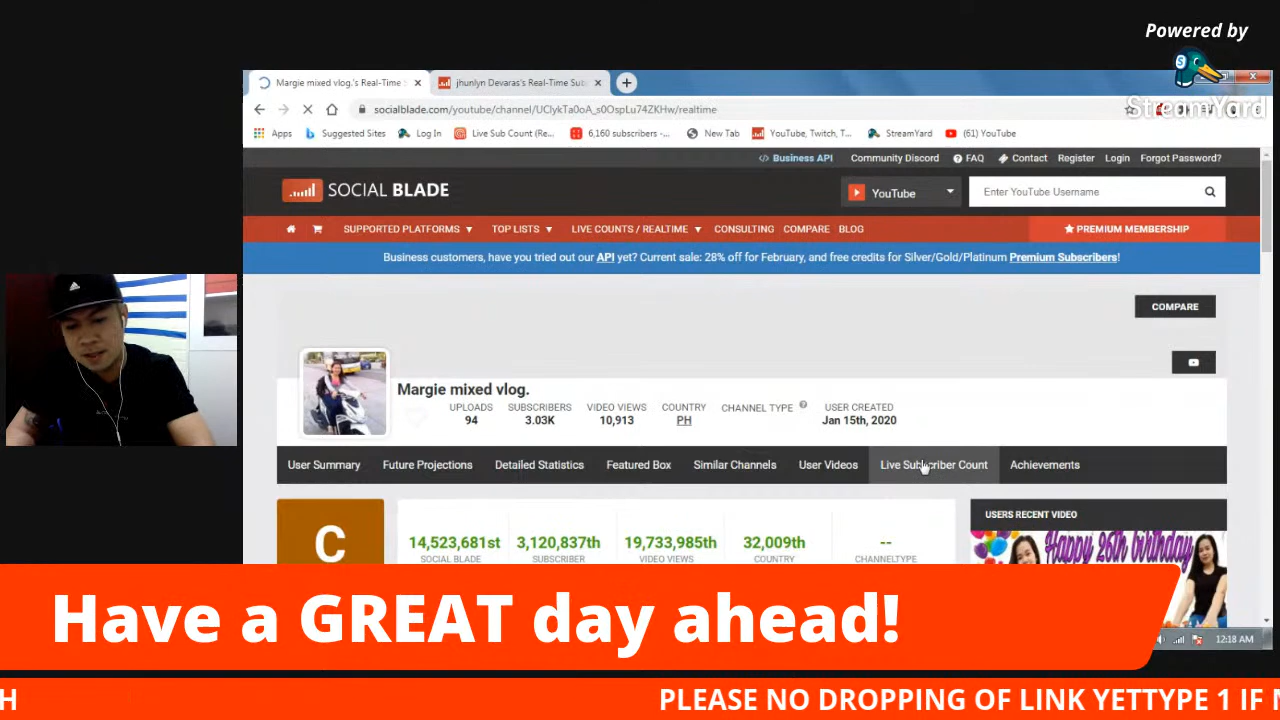 Powered by
StreamYard
Margie mixed vlog.'s Real-Time
jhunlyn Devaras's Real-Time Sub
socialblade.com/youtube/channel/UClykTa0oA_s0OspLu74ZKHw/realtime
Apps Suggested Sites Log In Live Sub Count (Re... 6,160 subscribers -... New Tab YouTube, Twitch, T... StreamYard (61) YouTube
Business API Community Discord FAQ Contact Register Login Forgot Password?
SOCIAL BLADE YouTube Enter YouTube Username
SUPPORTED PLATFORMS TOP LISTS LIVE COUNTS / REALTIME CONSULTING COMPARE BLOG PREMIUM MEMBERSHIP
Business customers, have you tried out our API yet? Current sale: 28% off for February, and free credits for Silver/Gold/Platinum Premium Subscribers!
COMPARE
Margie mixed vlog.
UPLOADS SUBSCRIBERS VIDEO VIEWS COUNTRY CHANNEL TYPE USER CREATED
94 3.03K 10,913 PH Jan 15th, 2020
User Summary Future Projections Detailed Statistics Featured Box Similar Channels User Videos Live Subscriber Count Achievements
C
14,523,681st 3,120,837th 19,733,985th 32,009th --
SOCIAL BLADE SUBSCRIBER VIDEO VIEWS COUNTRY CHANNELTYPE
USERS RECENT VIDEO
Happy 26th birthday
Have a GREAT day ahead!
12:18 AM
H PLEASE NO DROPPING OF LINK YETTYPE 1 IF